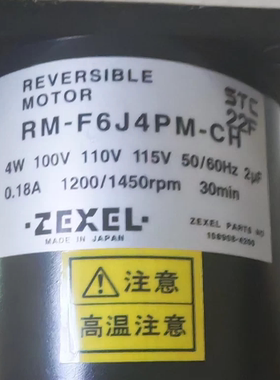 REVERSIBLE
MOTOR
STC
22F
RM-F6J4PM-CH
4W 100V 110V 115V 50/60Hz 2μF
0.18A 1200/1450rpm 30min
·ZEXEL·
MADE IN JAPAN
ZEXEL PARTS NO
注意
高温注意